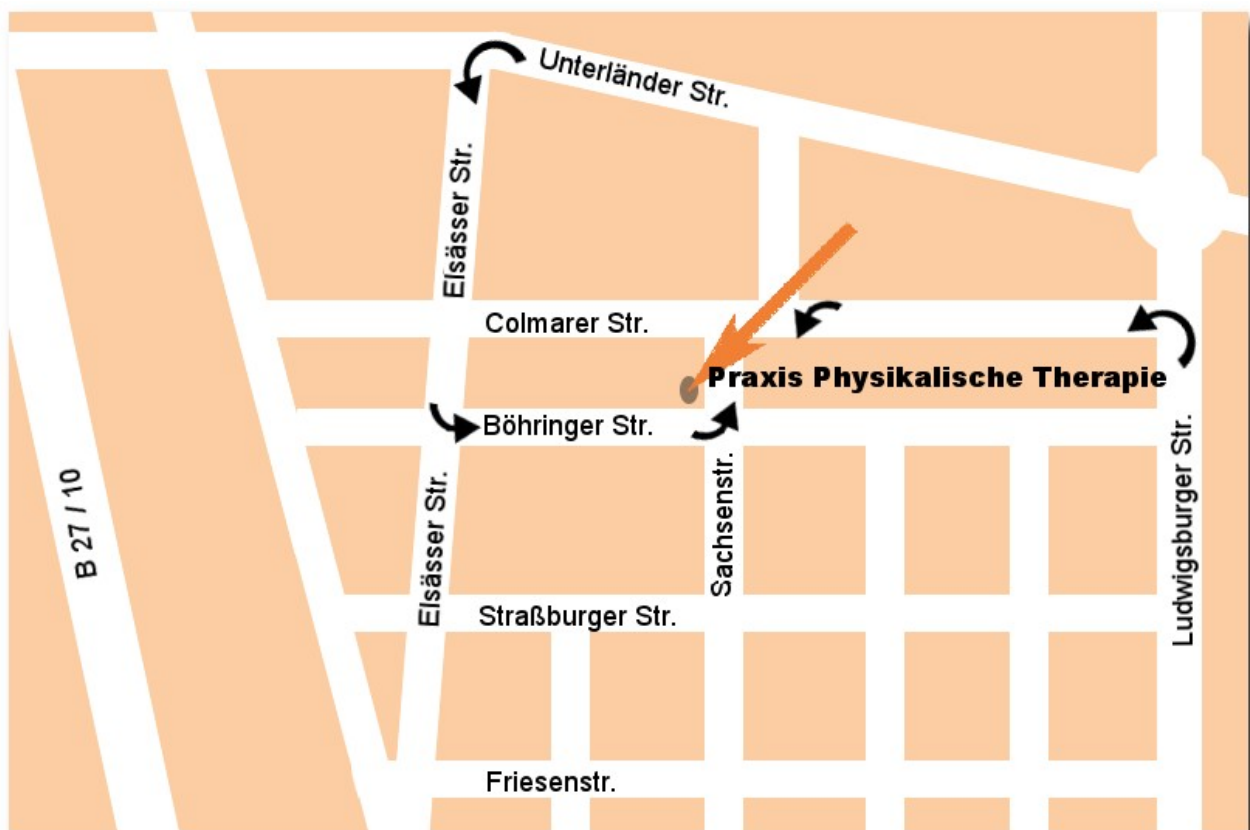 Unterländer Str.
Elsässer Str.
Colmarer Str.
Praxis Physikalische Therapie
Böhringer Str.
B 27 / 10
Elsässer Str.
Sachsenstr.
Ludwigsburger Str.
Straßburger Str.
Friesenstr.